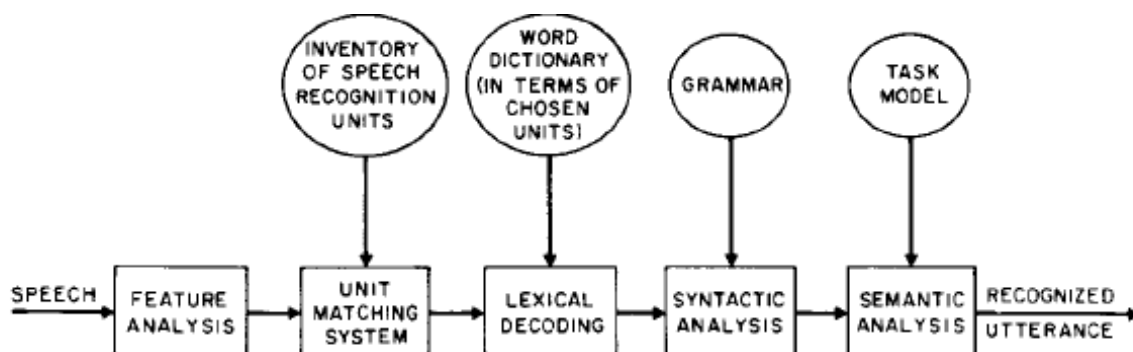 INVENTORY
OF SPEECH
RECOGNITION
UNITS
WORD
DICTIONARY
(IN TERMS OF
CHOSEN
UNITS)
GRAMMAR
TASK
MODEL
SPEECH
FEATURE
ANALYSIS
UNIT
MATCHING
SYSTEM
LEXICAL
DECODING
SYNTACTIC
ANALYSIS
SEMANTIC
ANALYSIS
RECOGNIZED
UTTERANCE